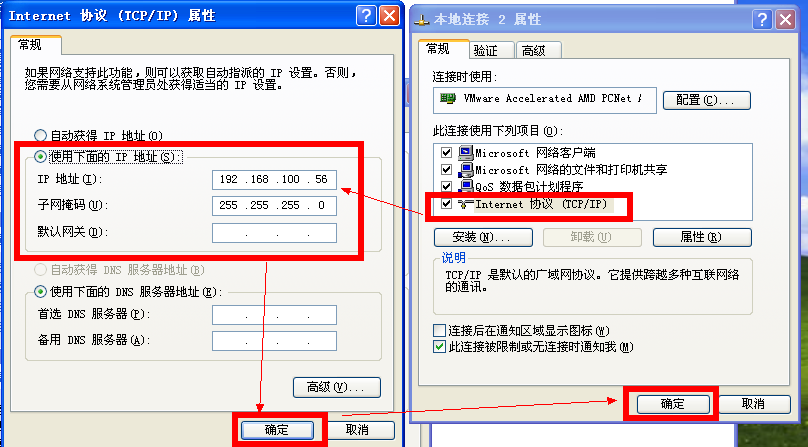 Internet 协议 (TCP/IP) 属性
常规
如果网络支持此功能,则可以获取自动指派的 IP 设置。否则,
您需要从网络系统管理员处获得适当的 IP 设置。
自动获得 IP 地址(O)
使用下面的 IP 地址(S):
IP 地址(I):
192 .168 .100 .56
子网掩码(U):
255 .255 .255 . 0
默认网关(D):
. . .
自动获得 DNS 服务器地址(B)
使用下面的 DNS 服务器地址(E):
首选 DNS 服务器(P):
. . .
备用 DNS 服务器(A):
. . .
高级(V)...
确定
取消
本地连接 2 属性
常规
验证
高级
连接时使用:
VMware Accelerated AMD PCNet A
配置(C)...
此连接使用下列项目(O):
Microsoft 网络客户端
Microsoft 网络的文件和打印机共享
QoS 数据包计划程序
Internet 协议 (TCP/IP)
安装(N)...
卸载(U)
属性(R)
说明
TCP/IP 是默认的广域网协议。它提供跨越多种互联网络
的通讯。
连接后在通知区域显示图标(W)
此连接被限制或无连接时通知我(M)
确定
取消